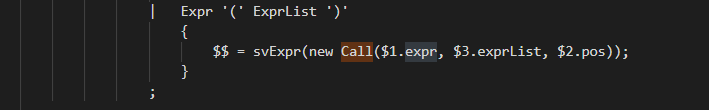 | Expr '(' ExprList ')'
{
$$ = svExpr(new Call($1.expr, $3.exprList, $2.pos));
}
;